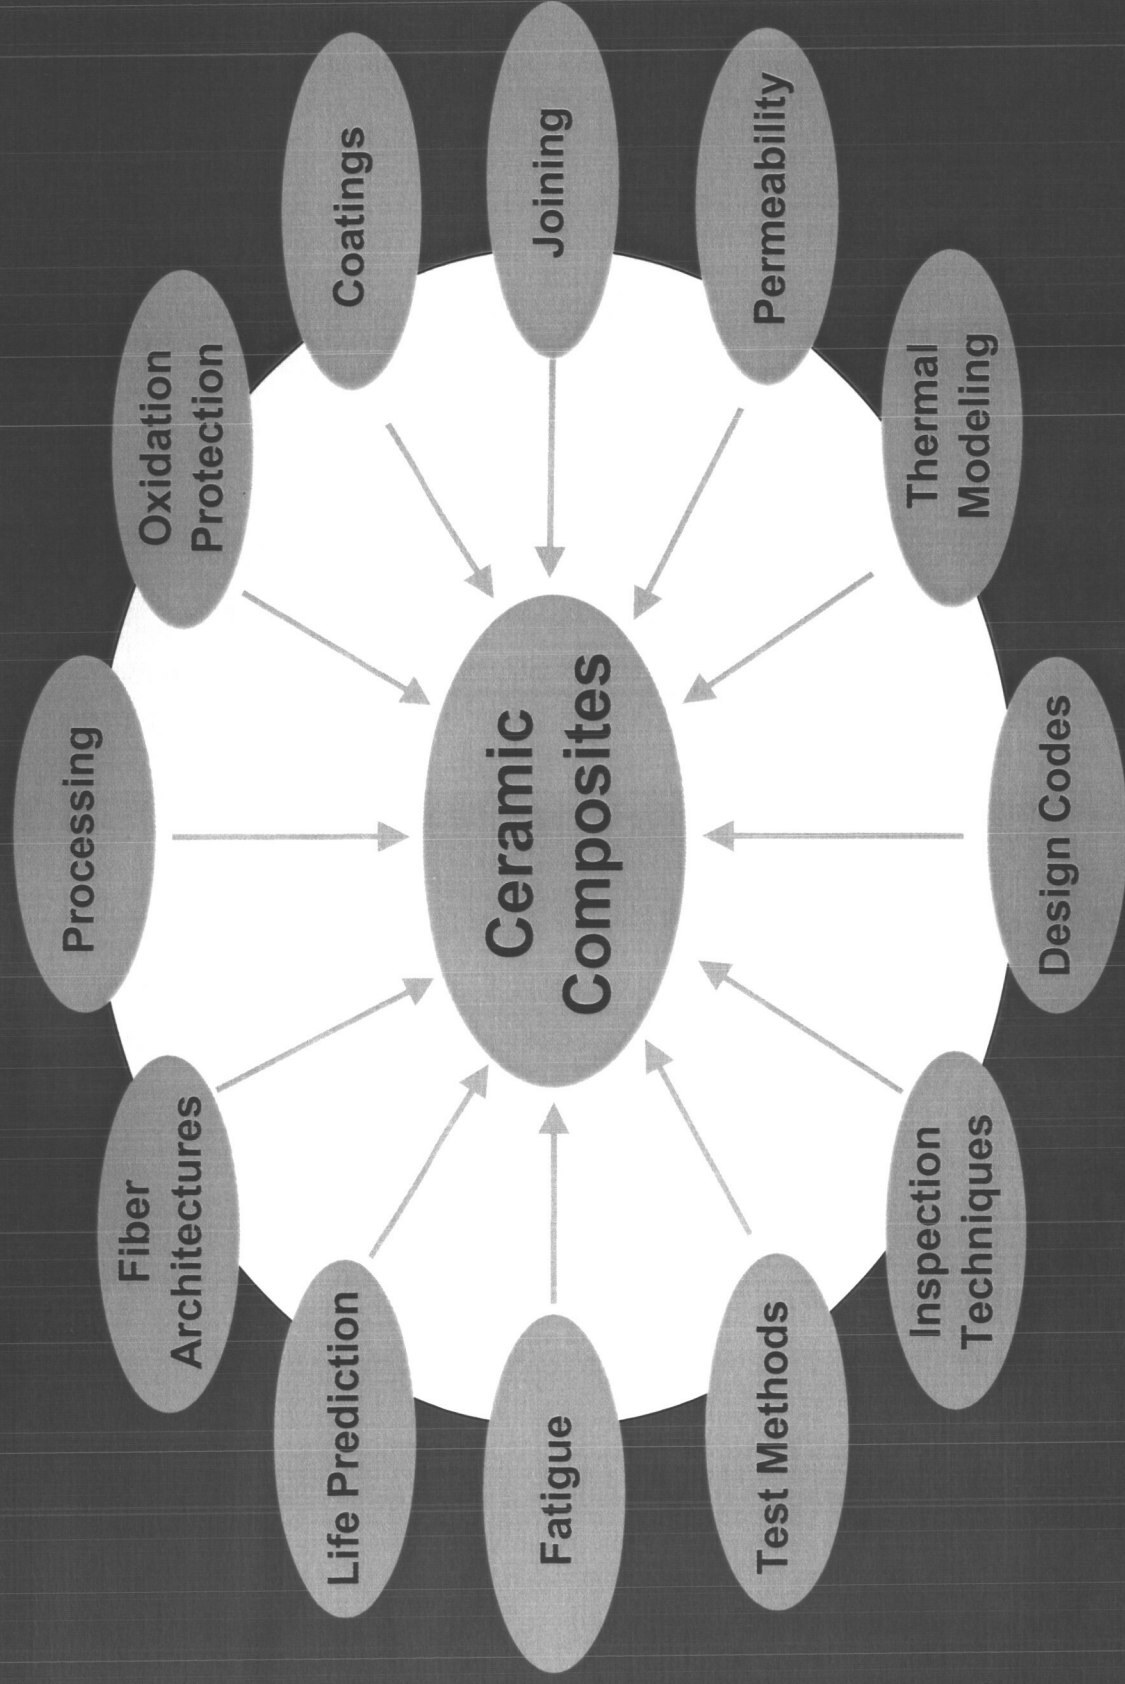 Processing
Oxidation
Protection
Coatings
Joining
Permeability
Thermal
Modeling
Design Codes
Inspection
Techniques
Test Methods
Fatigue
Life Prediction
Fiber
Architectures
Ceramic
Composites